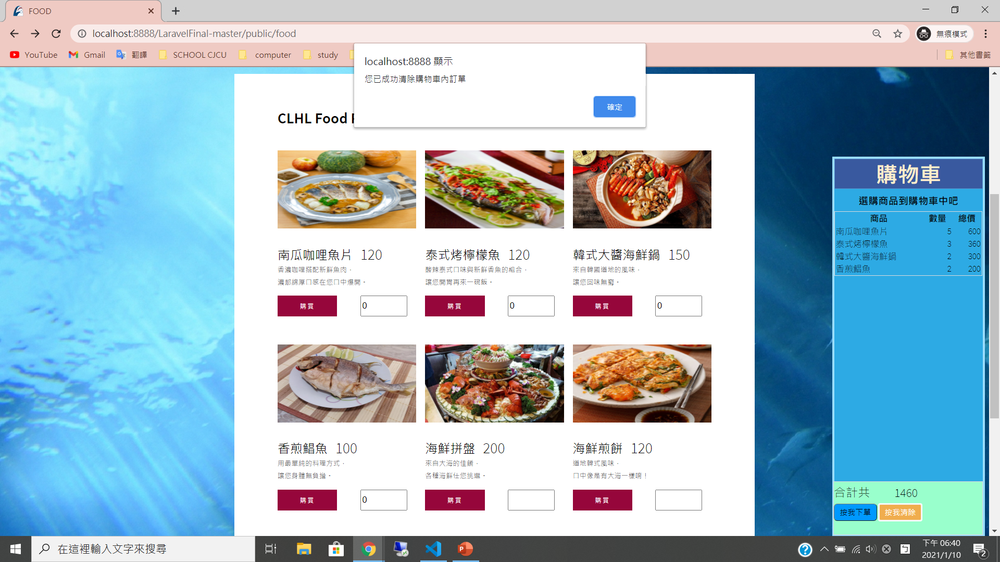 FOOD
localhost:8888/LaravelFinal-master/public/food
無痕模式
YouTube
Gmail
翻譯
SCHOOL CJCU
computer
study
其他書籤
localhost:8888 顯示
您已成功清除購物車內訂單
確定
CLHL Food
南瓜咖哩魚片 120
香濃咖哩搭配新鮮魚肉，
濃郁綿厚口感在您口中爆開。
購買
0
泰式烤檸檬魚 120
酸辣泰式口味與新鮮香魚的組合，
讓您開胃再來一碗飯。
購買
0
韓式大醬海鮮鍋 150
來自韓國道地的風味，
讓您回味無窮。
購買
0
香煎鯧魚 100
用最單純的料理方式，
讓您身體無負擔。
購買
0
海鮮拼盤 200
來自大海的佳餚，
各種海鮮任您挑選。
購買
海鮮煎餅 120
道地韓式風味，
口中像是有大海一樣唷！
購買
購物車
選購商品到購物車中吧
商品 數量 總價
南瓜咖哩魚片 5 600
泰式烤檸檬魚 3 360
韓式大醬海鮮鍋 2 300
香煎鯧魚 2 200
合計共 1460
按我下單 按我清除
在這裡輸入文字來搜尋
下午 06:40
2021/1/10
2